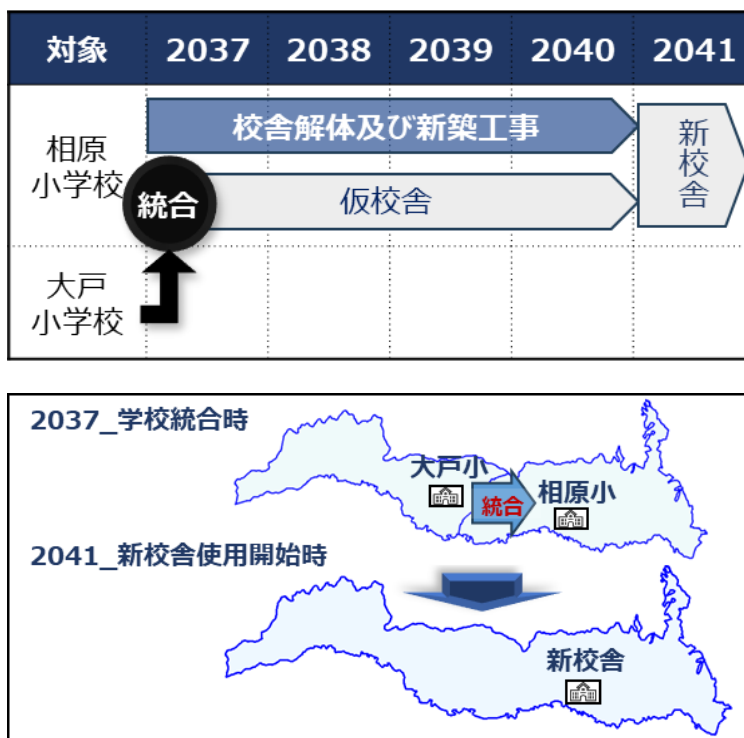 対象 2037 2038 2039 2040 2041
相原
小学校
校舎解体及び新築工事
新校舎
統合
仮校舎
大戸
小学校
2037_学校統合時
大戸小
統合
相原小
2041_新校舎使用開始時
新校舎